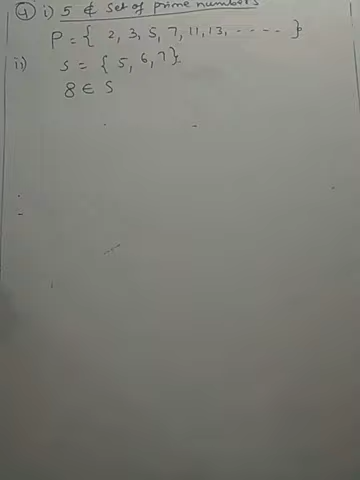 ④ i) 5 ∉ set of prime numbers
P = { 2, 3, 5, 7, 11, 13, ..... }
ii) S = { 5, 6, 7 }
8 ∈ S